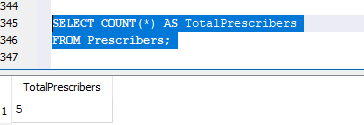 344
345 SELECT COUNT(*) AS TotalPrescribers
346 FROM Prescribers;
347
TotalPrescribers
1 5